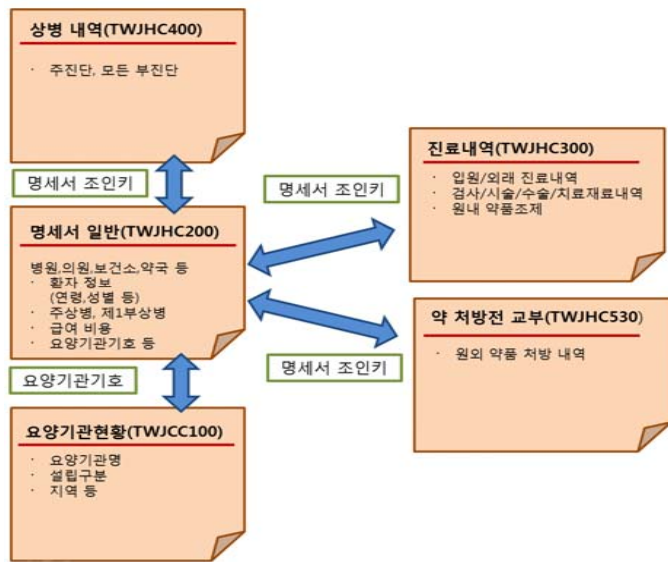 상병 내역(TWJHC400)
· 주진단, 모든 부진단
명세서 조인키
명세서 일반(TWJHC200)
병원,의원,보건소,약국 등
· 환자 정보
(연령,성별 등)
· 주상병, 제1부상병
· 급여 비용
· 요양기관기호 등
요양기관기호
요양기관현황(TWJCC100)
· 요양기관명
· 설립구분
· 지역 등
명세서 조인키
진료내역(TWJHC300)
· 입원/외래 진료내역
· 검사/시술/수술/치료재료내역
· 원내 약품조제
명세서 조인키
약 처방전 교부(TWJHC530)
· 원외 약품 처방 내역